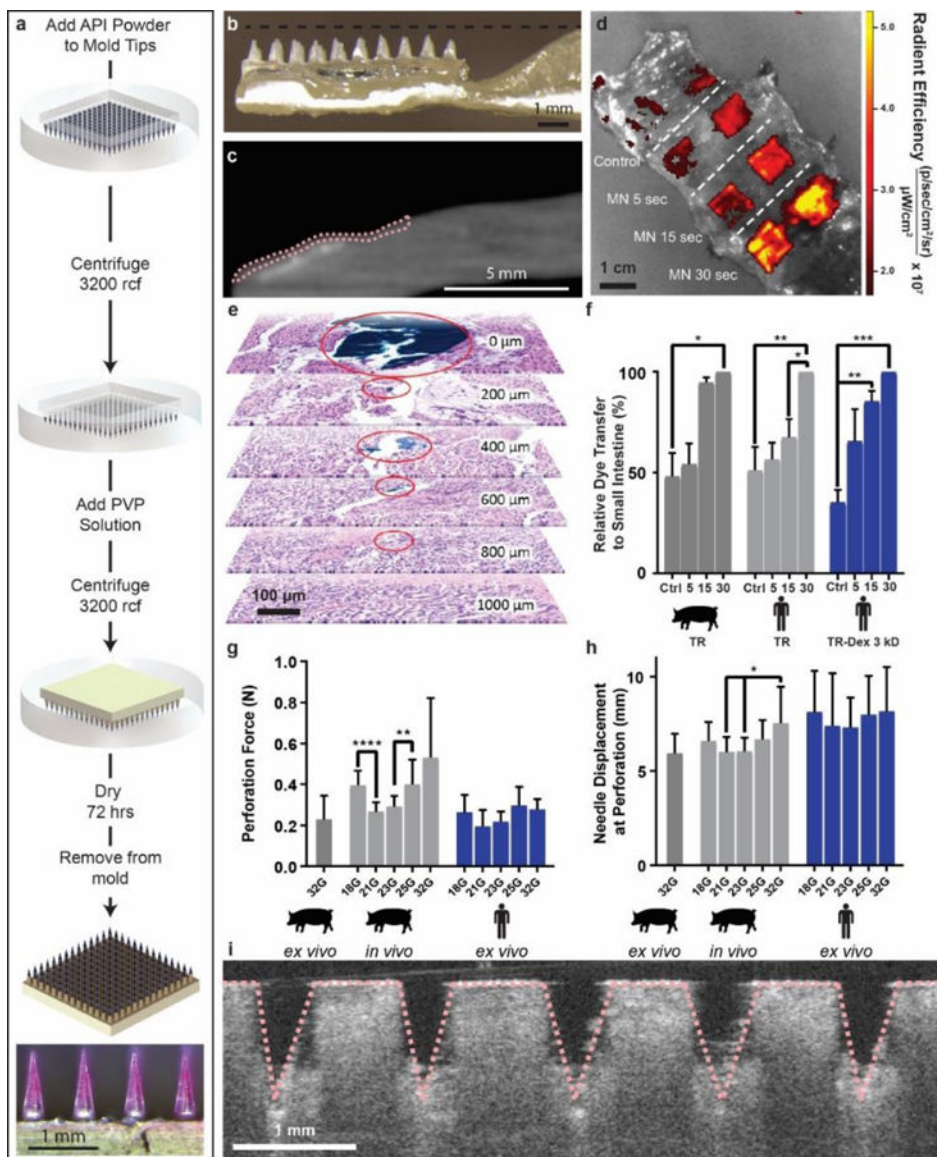 a
Add API Powder
to Mold Tips
Centrifuge
3200 rcf
Add PVP
Solution
Centrifuge
3200 rcf
Dry
72 hrs
Remove from
mold
1 mm
b
1 mm
c
5 mm
d
Control
MN 5 sec
MN 15 sec
MN 30 sec
1 cm
5.0
4.0
3.0
2.0
Radient Efficiency (p/sec/cm²/sr)
µW/cm²
x 10⁷
e
0 µm
200 µm
400 µm
600 µm
800 µm
1000 µm
100 µm
f
Relative Dye Transfer
to Small Intestine (%)
100
50
0
*
**
*
***
**
Ctrl 5 15 30
Ctrl 5 15 30
Ctrl 5 15 30
TR
TR
TR-Dex 3 kD
g
Perforation Force (N)
1.0
0.8
0.6
0.4
0.2
0.0
****
**
32G
18G
21G
23G
25G
32G
18G
21G
23G
25G
32G
ex vivo
in vivo
ex vivo
h
Needle Displacement
at Perforation (mm)
10
5
0
*
32G
18G
21G
23G
25G
32G
18G
21G
23G
25G
32G
ex vivo
in vivo
ex vivo
i
1 mm